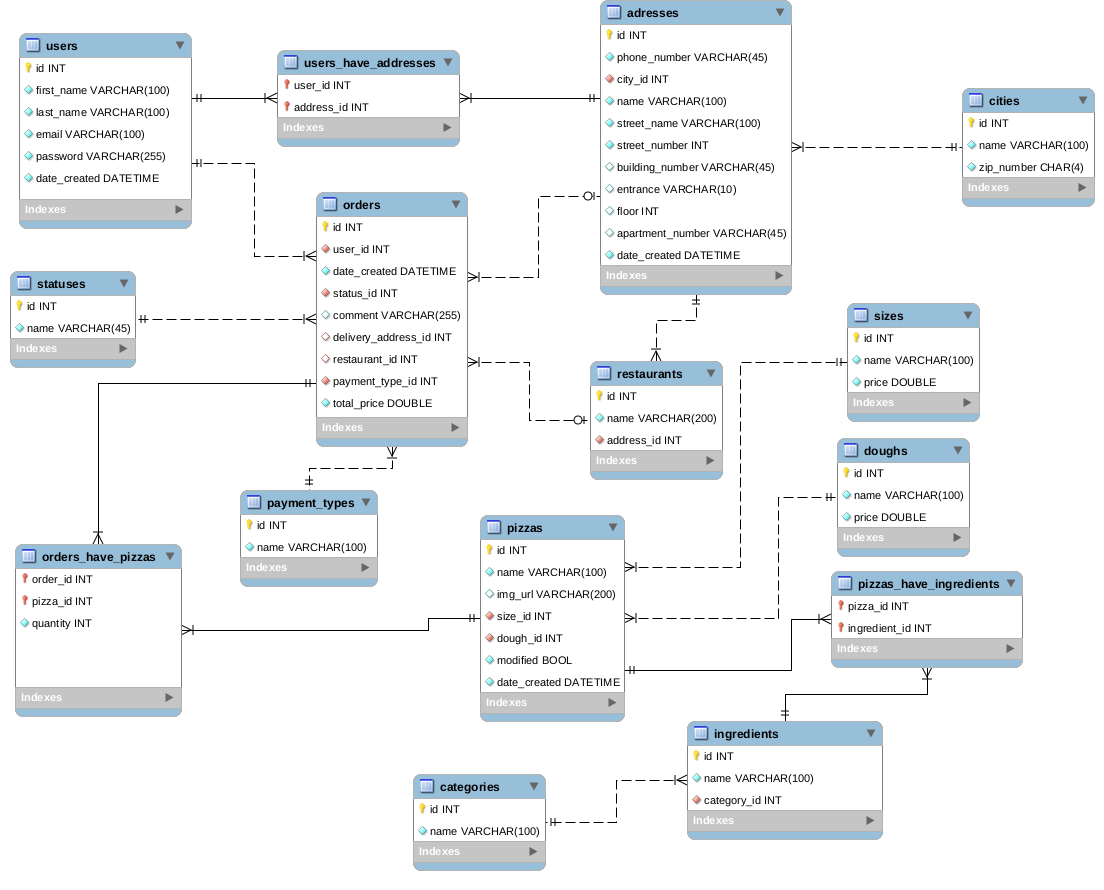 users
id INT
first_name VARCHAR(100)
last_name VARCHAR(100)
email VARCHAR(100)
password VARCHAR(255)
date_created DATETIME
Indexes
users_have_addresses
user_id INT
address_id INT
Indexes
adresses
id INT
phone_number VARCHAR(45)
city_id INT
name VARCHAR(100)
street_name VARCHAR(100)
street_number INT
building_number VARCHAR(45)
entrance VARCHAR(10)
floor INT
apartment_number VARCHAR(45)
date_created DATETIME
Indexes
cities
id INT
name VARCHAR(100)
zip_number CHAR(4)
Indexes
orders
id INT
user_id INT
date_created DATETIME
status_id INT
comment VARCHAR(255)
delivery_address_id INT
restaurant_id INT
payment_type_id INT
total_price DOUBLE
Indexes
statuses
id INT
name VARCHAR(45)
Indexes
restaurants
id INT
name VARCHAR(200)
address_id INT
Indexes
sizes
id INT
name VARCHAR(100)
price DOUBLE
Indexes
doughs
id INT
name VARCHAR(100)
price DOUBLE
Indexes
payment_types
id INT
name VARCHAR(100)
Indexes
pizzas
id INT
name VARCHAR(100)
img_url VARCHAR(200)
size_id INT
dough_id INT
modified BOOL
date_created DATETIME
Indexes
orders_have_pizzas
order_id INT
pizza_id INT
quantity INT
Indexes
pizzas_have_ingredients
pizza_id INT
ingredient_id INT
Indexes
ingredients
id INT
name VARCHAR(100)
category_id INT
Indexes
categories
id INT
name VARCHAR(100)
Indexes